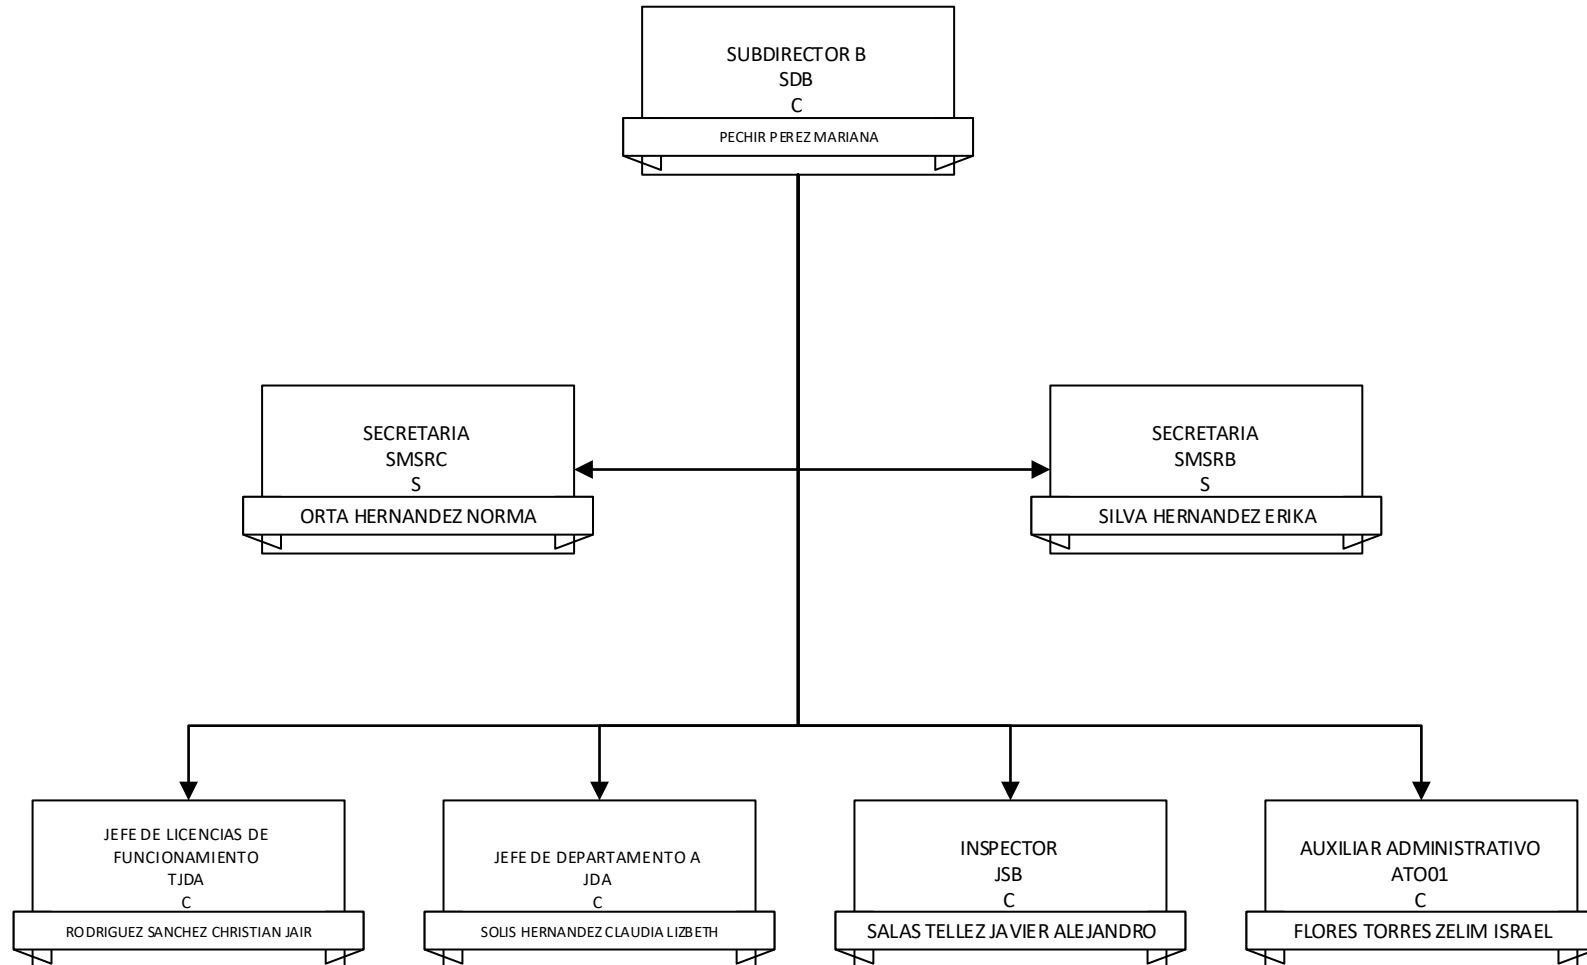 SUBDIRECTOR B
SDB
C
PECHIR PEREZ MARIANA
SECRETARIA
SMSRC
S
ORTA HERNANDEZ NORMA
SECRETARIA
SMSRB
S
SILVA HERNANDEZ ERIKA
JEFE DE LICENCIAS DE
FUNCIONAMIENTO
TJDA
C
RODRIGUEZ SANCHEZ CHRISTIAN JAIR
JEFE DE DEPARTAMENTO A
JDA
C
SOLIS HERNANDEZ CLAUDIA LIZBETH
INSPECTOR
JSB
C
SALAS TELLEZ JAVIER ALEJANDRO
AUXILIAR ADMINISTRATIVO
ATO01
C
FLORES TORRES ZELIM ISRAEL